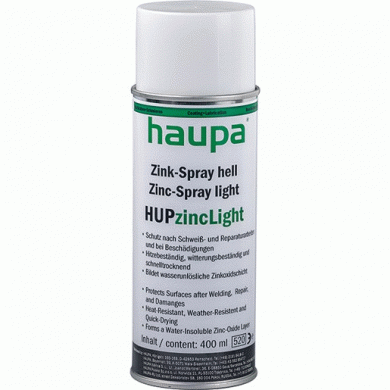 haupa®
Zink-Spray hell
Zinc-Spray light
HUPzincLight
• Schutz nach Schweiß- und Reparaturarbeiten
und bei Beschädigungen
• Hitzebeständig, witterungsbeständig und
schnelltrocknend
• Bildet wasserunlösliche Zinkoxidschicht
• Protects Surfaces after Welding, Repair,
and Damanges
• Heat-Resistant, Weather-Resistant and
Quick-Drying
• Forms a Water-Insoluble Zinc-Oxide Layer
Inhalt / content: 400 ml 520